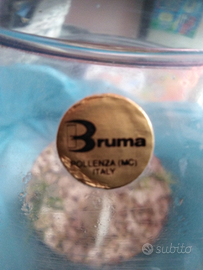 Bruma
POLLENZA (MC)
ITALY
subito